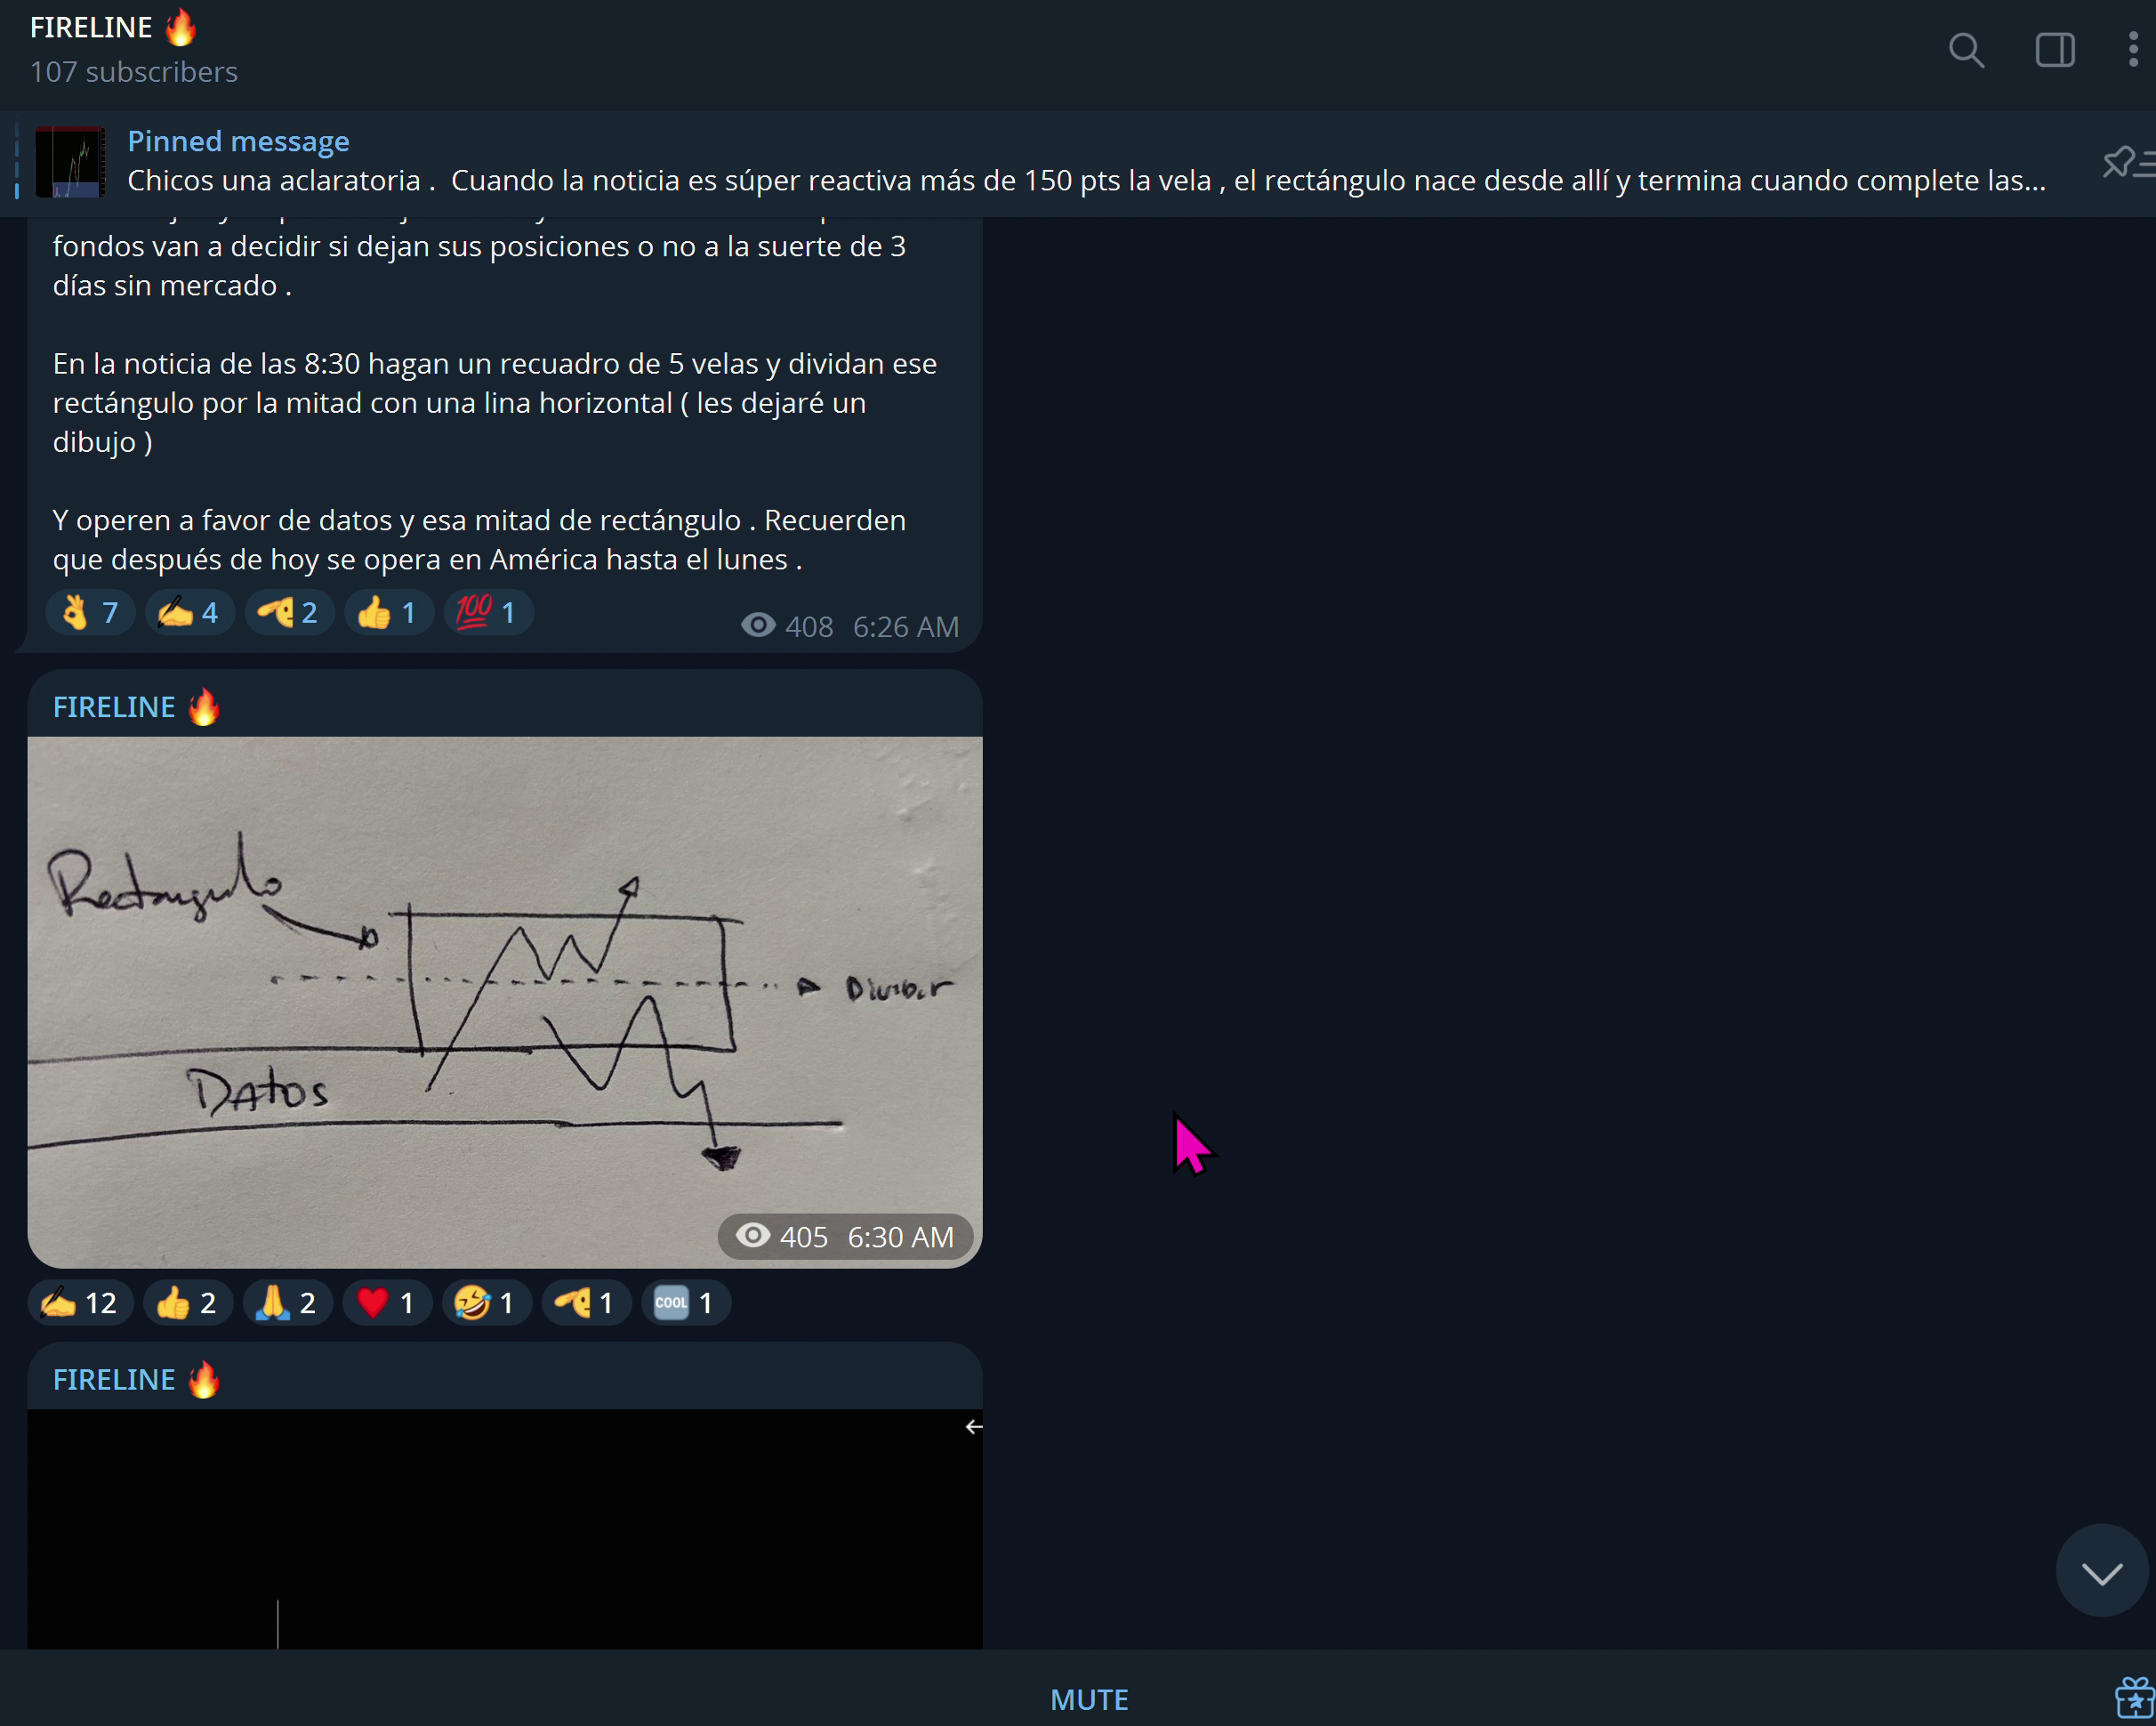 FIRELINE 🔥
107 subscribers
Pinned message
Chicos una aclaratoria .  Cuando la noticia es súper reactiva más de 150 pts la vela , el rectángulo nace desde allí y termina cuando complete las...
fondos van a decidir si dejan sus posiciones o no a la suerte de 3
días sin mercado .
En la noticia de las 8:30 hagan un recuadro de 5 velas y dividan ese
rectángulo por la mitad con una lina horizontal ( les dejaré un
dibujo )
Y operen a favor de datos y esa mitad de rectángulo . Recuerden
que después de hoy se opera en América hasta el lunes .
👌 7 ✍️ 4 2 👍 1 💯 1
408 6:26 AM
FIRELINE 🔥
Rectangulo
Dividir
Datos
405 6:30 AM
✍️ 12 👍 2 🙏 2 ❤️ 1 🤣 1 1 🆒 1
FIRELINE 🔥
MUTE